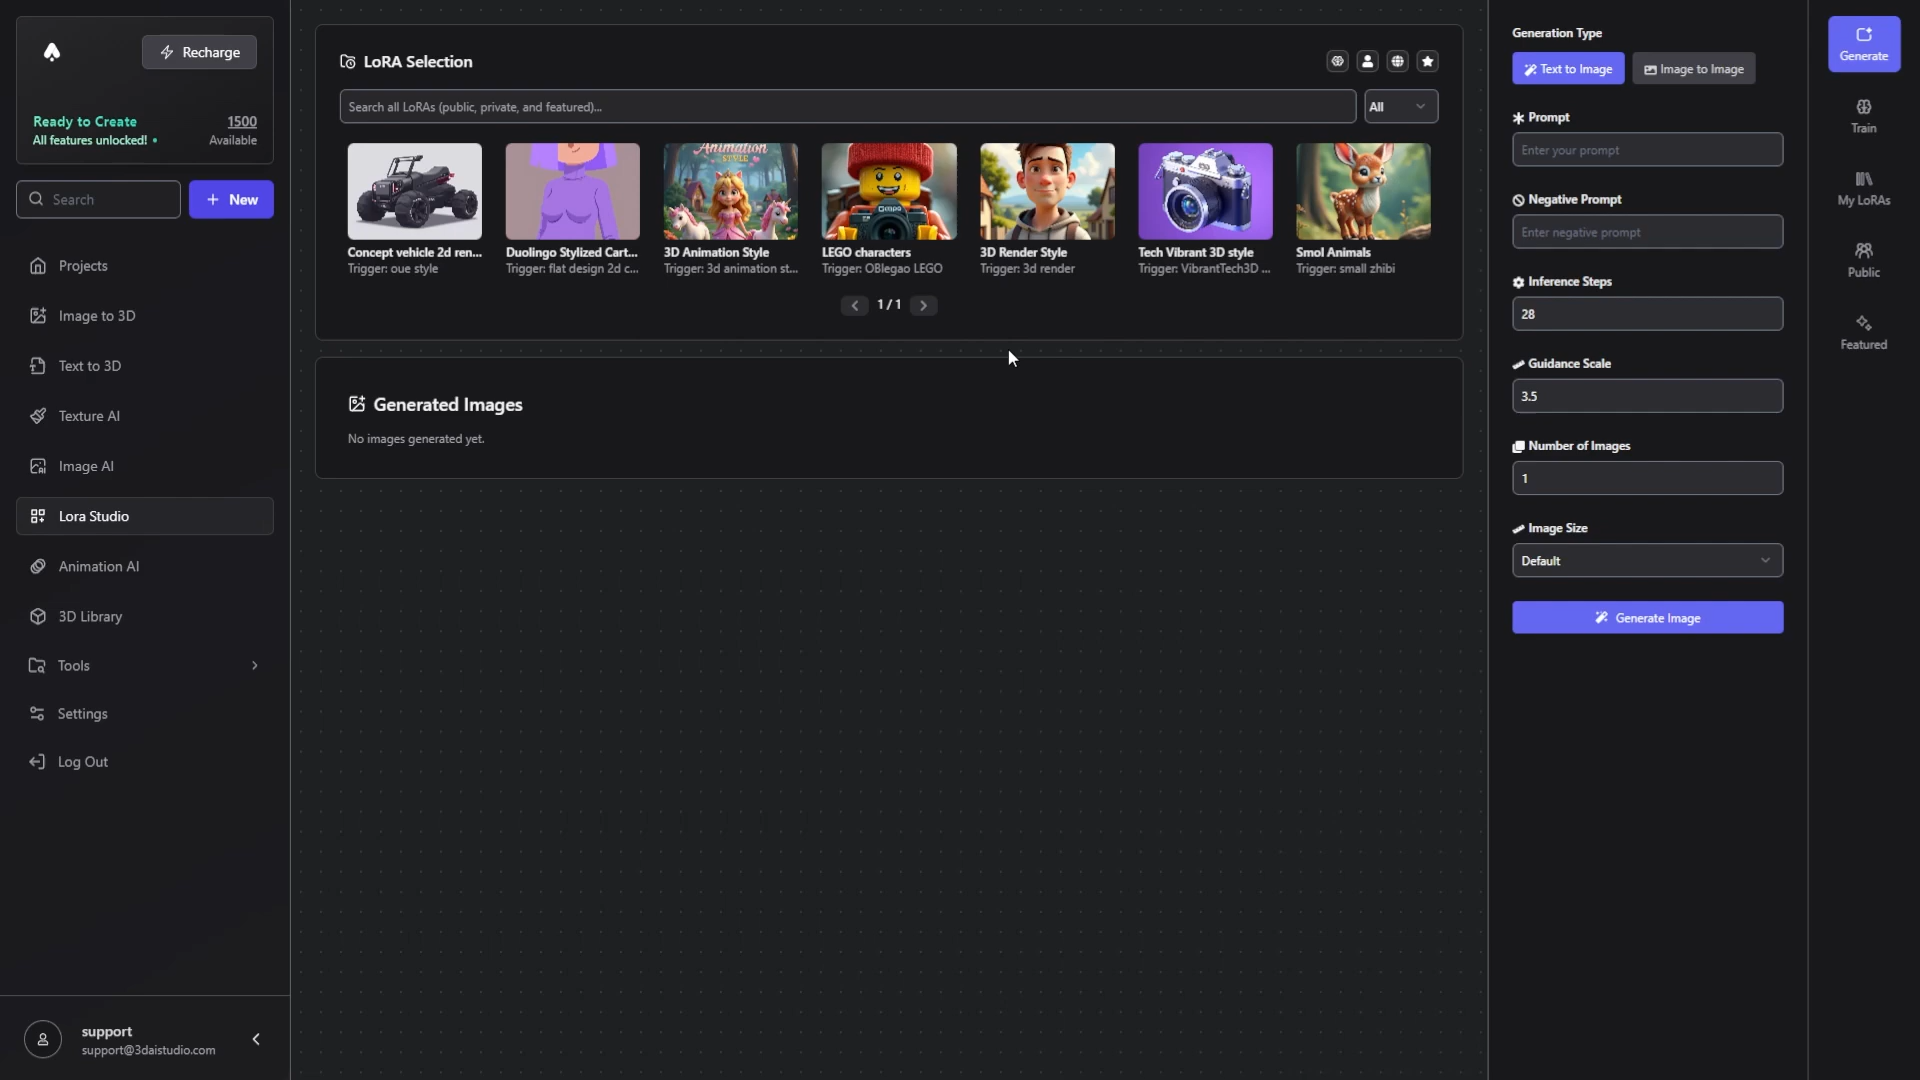 Recharge
Ready to Create
1500
All features unlocked!
Available
Search
New
Projects
Image to 3D
Text to 3D
Texture AI
Image AI
Lora Studio
Animation AI
3D Library
Tools
Settings
Log Out
support
support@3daistudio.com
LoRA Selection
Search all LoRAs (public, private, and featured)...
All
Animation
STYLE
Concept vehicle 2d ren...
Trigger: oue style
Duolingo Stylized Cart...
Trigger: flat design 2d c...
3D Animation Style
Trigger: 3d animation st...
LEGO characters
Trigger: OBlegao LEGO
3D Render Style
Trigger: 3d render
Tech Vibrant 3D style
Trigger: VibrantTech3D ...
Smol Animals
Trigger: small zhibi
1 / 1
Generated Images
No images generated yet.
Generation Type
Text to Image
Image to Image
Prompt
Enter your prompt
Negative Prompt
Enter negative prompt
Inference Steps
28
Guidance Scale
3.5
Number of Images
1
Image Size
Default
Generate Image
Generate
Train
My LoRAs
Public
Featured